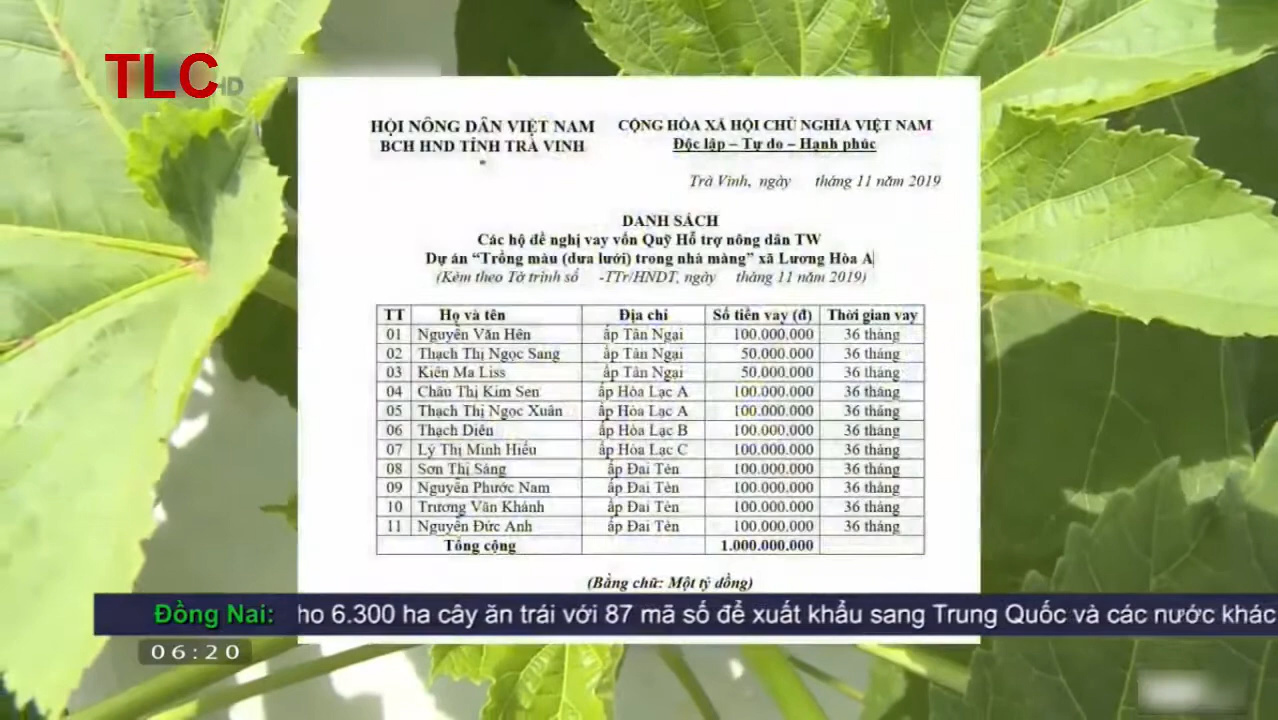 TLC HD
HỘI NÔNG DÂN VIỆT NAM
BCH HND TỈNH TRÀ VINH
*
CỘNG HÒA XÃ HỘI CHỦ NGHĨA VIỆT NAM
Độc lập – Tự do – Hạnh phúc
Trà Vinh, ngày tháng 11 năm 2019
DANH SÁCH
Các hộ đề nghị vay vốn Quỹ Hỗ trợ nông dân TW
Dự án “Trồng màu (dưa lưới) trong nhà màng” xã Lương Hòa A
(Kèm theo Tờ trình số -TTr/HNDT, ngày tháng 11 năm 2019)
TT Họ và tên Địa chỉ Số tiền vay (đ) Thời gian vay
01 Nguyễn Văn Hên ấp Tân Ngại 100.000.000 36 tháng
02 Thạch Thị Ngọc Sang ấp Tân Ngại 50.000.000 36 tháng
03 Kiên Ma Liss ấp Tân Ngại 50.000.000 36 tháng
04 Châu Thị Kim Sen ấp Hòa Lạc A 100.000.000 36 tháng
05 Thạch Thị Ngọc Xuân ấp Hòa Lạc A 100.000.000 36 tháng
06 Thạch Diên ấp Hòa Lạc B 100.000.000 36 tháng
07 Lý Thị Minh Hiếu ấp Hòa Lạc C 100.000.000 36 tháng
08 Sơn Thị Sáng ấp Đai Tèn 100.000.000 36 tháng
09 Nguyễn Phước Nam ấp Đai Tèn 100.000.000 36 tháng
10 Trương Văn Khánh ấp Đai Tèn 100.000.000 36 tháng
11 Nguyễn Đức Anh ấp Đai Tèn 100.000.000 36 tháng
Tổng cộng 1.000.000.000
(Bằng chữ: Một tỷ đồng)
Đồng Nai: ho 6.300 ha cây ăn trái với 87 mã số để xuất khẩu sang Trung Quốc và các nước khác
06:20